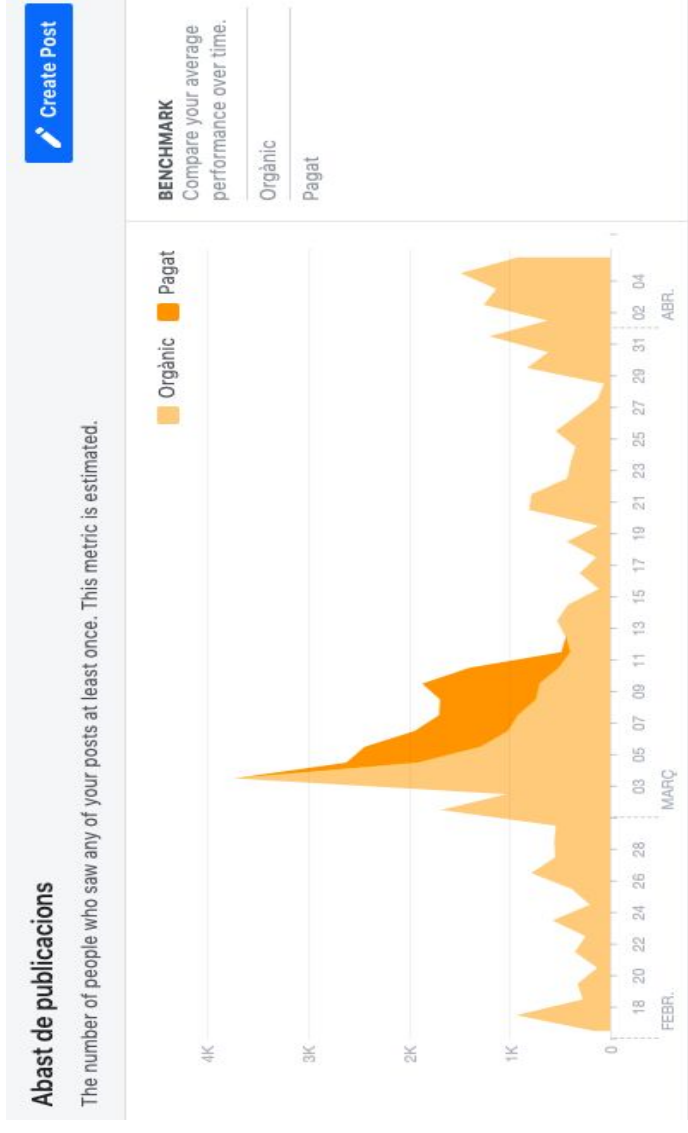 Abast de publicacions
Create Post
The number of people who saw any of your posts at least once. This metric is estimated.
Orgànic
Pagat
BENCHMARK
Compare your average
performance over time.
Orgànic
Pagat
4K
3K
2K
1K
0
18 20 22 24 26 28 03 05 07 09 11 13 15 17 19 21 23 25 27 29 31 02 04
FEBR. MARÇ ABR.